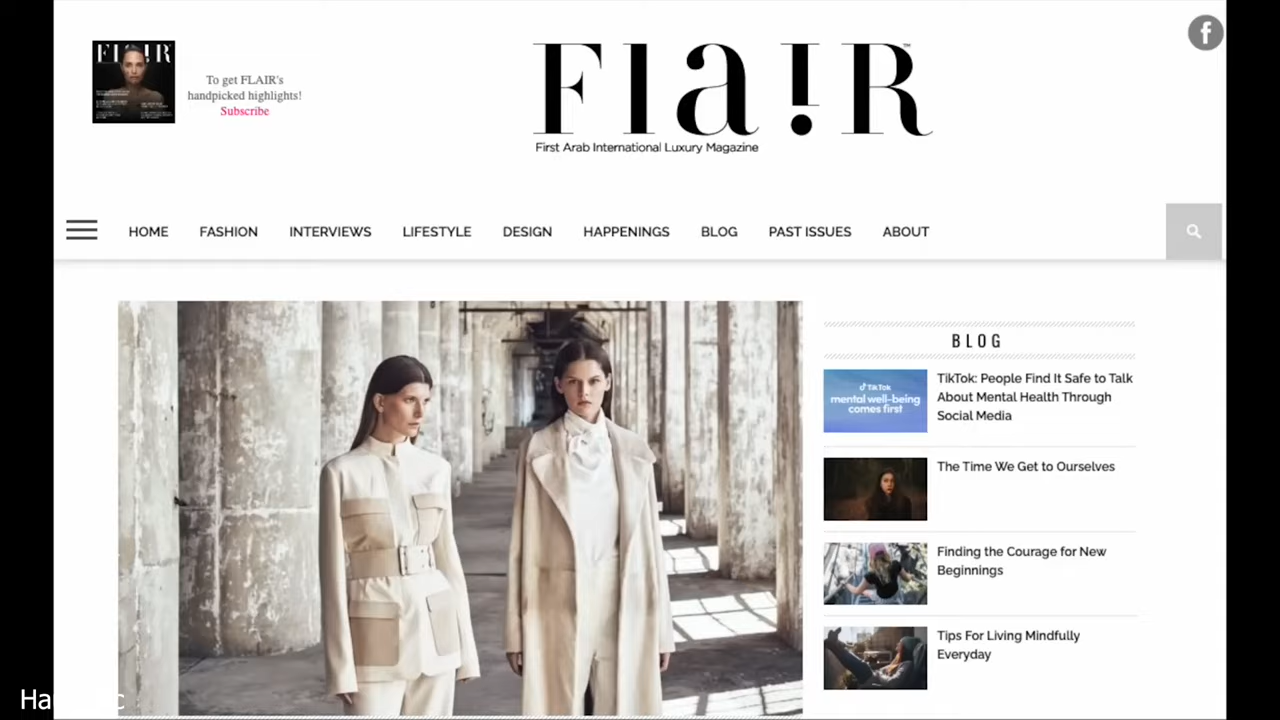 FLA!R
To get FLAIR's
handpicked highlights!
Subscribe
Fla!R™
First Arab International Luxury Magazine
HOME FASHION INTERVIEWS LIFESTYLE DESIGN HAPPENINGS BLOG PAST ISSUES ABOUT
BLOG
TikTok
mental well-being
comes first
TikTok: People Find It Safe to Talk
About Mental Health Through
Social Media
The Time We Get to Ourselves
Finding the Courage for New
Beginnings
Tips For Living Mindfully
Everyday